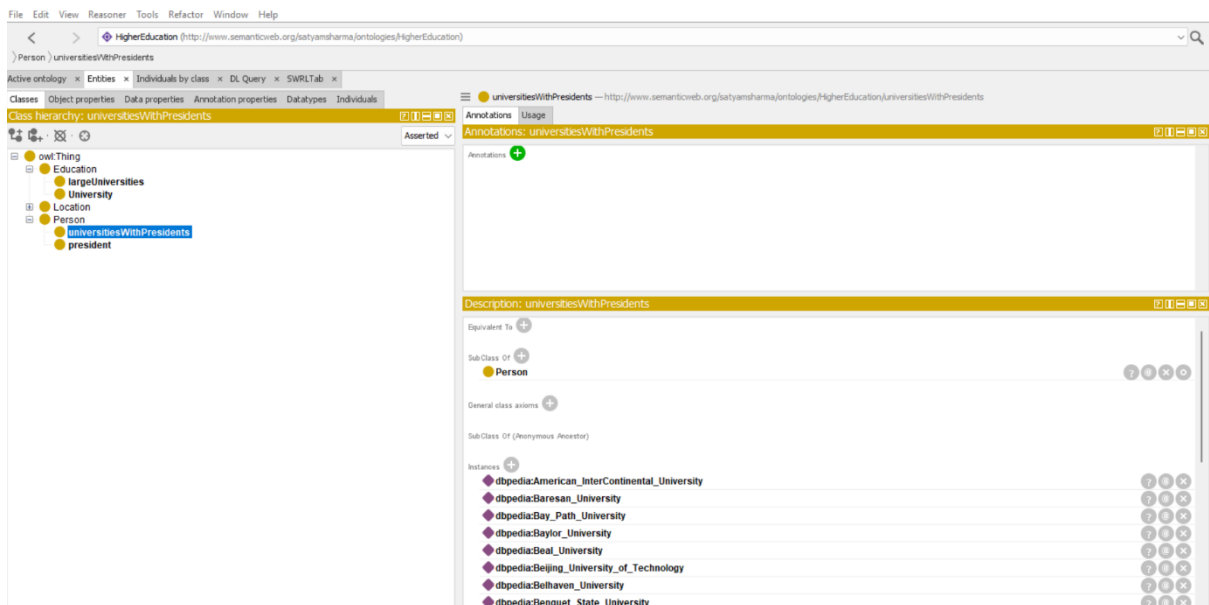 File Edit View Reasoner Tools Refactor Window Help
HigherEducation (http://www.semanticweb.org/satyamsharma/ontologies/HigherEducation)
Person universitiesWithPresidents
Active ontology × Entities × Individuals by class × DL Query × SWRLTab ×
Classes Object properties Data properties Annotation properties Datatypes Individuals
Class hierarchy: universitiesWithPresidents
Asserted
owl:Thing
Education
largeUniversities
University
Location
Person
universitiesWithPresidents
president
universitiesWithPresidents — http://www.semanticweb.org/satyamsharma/ontologies/HigherEducation/universitiesWithPresidents
Annotations Usage
Annotations: universitiesWithPresidents
Annotations
Description: universitiesWithPresidents
Equivalent To
SubClass Of
Person
General class axioms
SubClass Of (Anonymous Ancestor)
Instances
dbpedia:American_InterContinental_University
dbpedia:Baresan_University
dbpedia:Bay_Path_University
dbpedia:Baylor_University
dbpedia:Beal_University
dbpedia:Beijing_University_of_Technology
dbpedia:Belhaven_University
dbpedia:Benguet_State_University